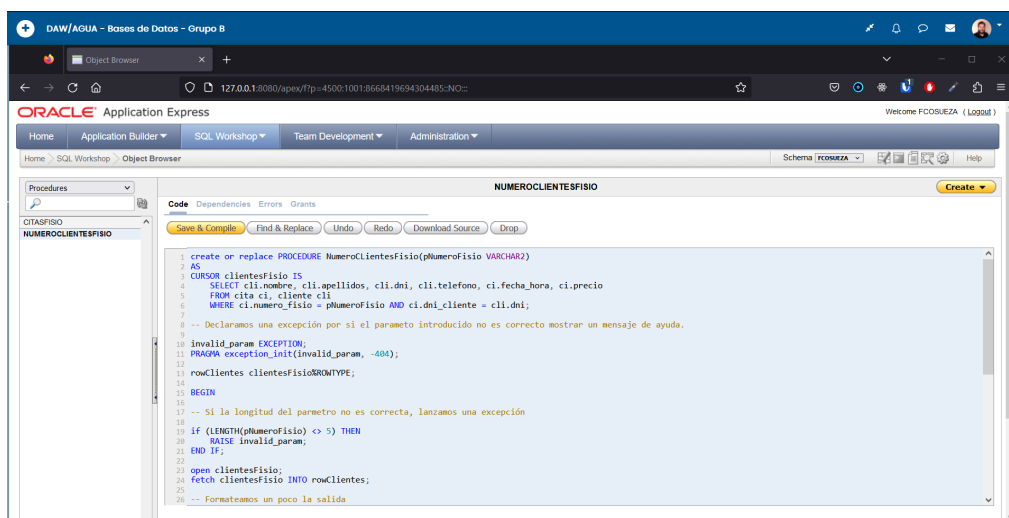 DAW/AGUA - Bases de Datos - Grupo B
Object Browser
127.0.0.1:8080/apex/f?p=4500:1001:8668419694304485::NO:::
1
ORACLE Application Express
Welcome FCOSUEZA ( Logout )
Home Application Builder SQL Workshop Team Development Administration
Home SQL Workshop Object Browser
Schema FCOSUEZA Help
Procedures
NUMEROCLIENTESFISIO
Create
CITASFISIO
NUMEROCLIENTESFISIO
Code Dependencies Errors Grants
Save & Compile Find & Replace Undo Redo Download Source Drop
1 create or replace PROCEDURE NumeroCLientesFisio(pNumeroFisio VARCHAR2)
2 AS
3 CURSOR clientesFisio IS
4 SELECT cli.nombre, cli.apellidos, cli.dni, cli.telefono, ci.fecha_hora, ci.precio
5 FROM cita ci, cliente cli
6 WHERE ci.numero_fisio = pNumeroFisio AND ci.dni_cliente = cli.dni;
7
8 -- Declaramos una excepción por si el parameto introducido no es correcto mostrar un mensaje de ayuda.
9
10 invalid_param EXCEPTION;
11 PRAGMA exception_init(invalid_param, -404);
12
13 rowClientes clientesFisio%ROWTYPE;
14
15 BEGIN
16
17 -- Si la longitud del parmetro no es correcta, lanzamos una excepción
18
19 if (LENGTH(pNumeroFisio) <> 5) THEN
20 RAISE invalid_param;
21 END IF;
22
23 open clientesFisio;
24 fetch clientesFisio INTO rowClientes;
25
26 -- Formateamos un poco la salida